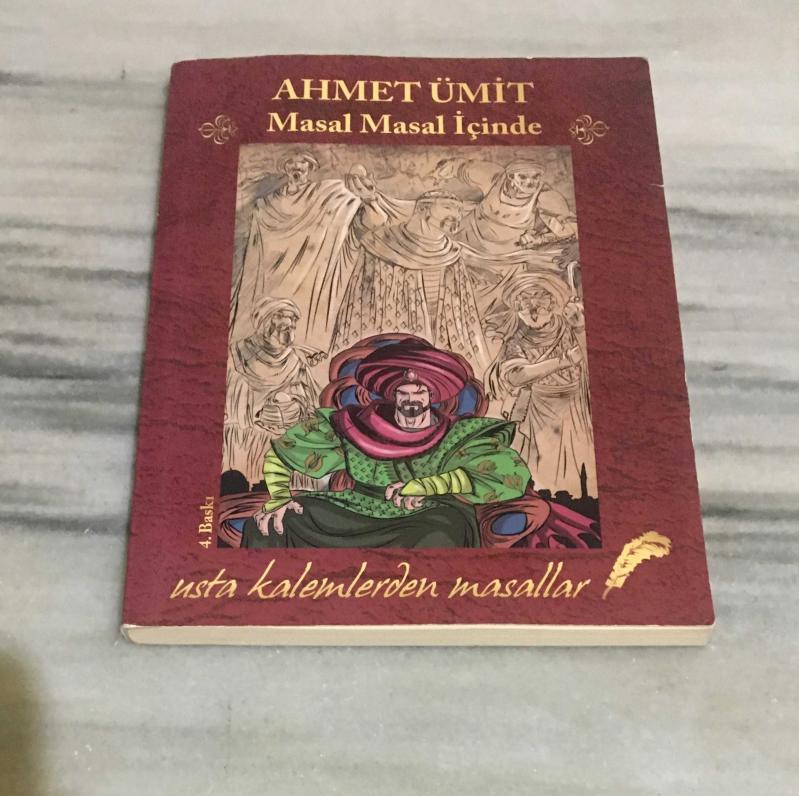 AHMET ÜMİT
Masal Masal İçinde
4. Baskı
usta kalemlerden masallar